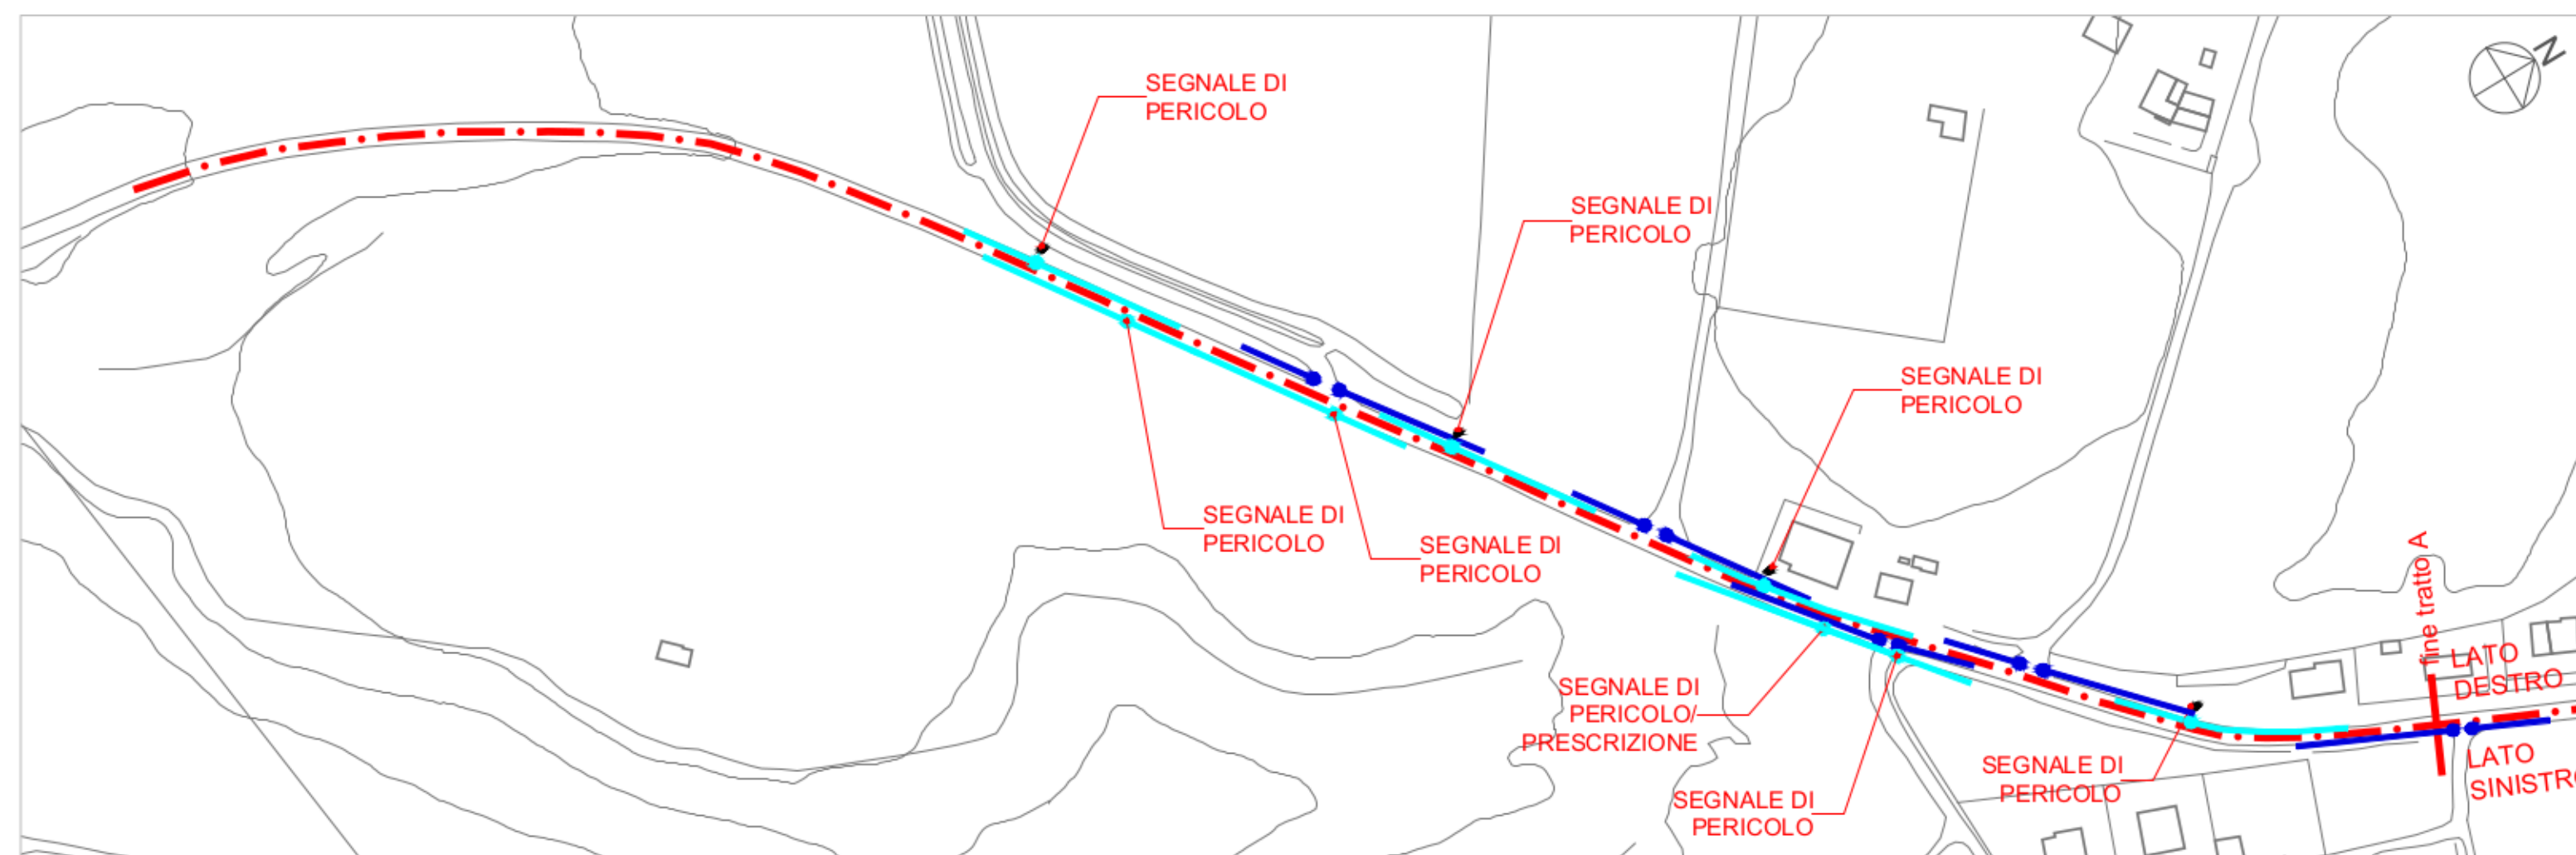 N
SEGNALE DI
PERICOLO
SEGNALE DI
PERICOLO
SEGNALE DI
PERICOLO
SEGNALE DI
PERICOLO
SEGNALE DI
PERICOLO
SEGNALE DI
PERICOLO/
PRESCRIZIONE
SEGNALE DI
PERICOLO
SEGNALE DI
PERICOLO
fine tratto A
LATO
DESTRO
LATO
SINISTRO